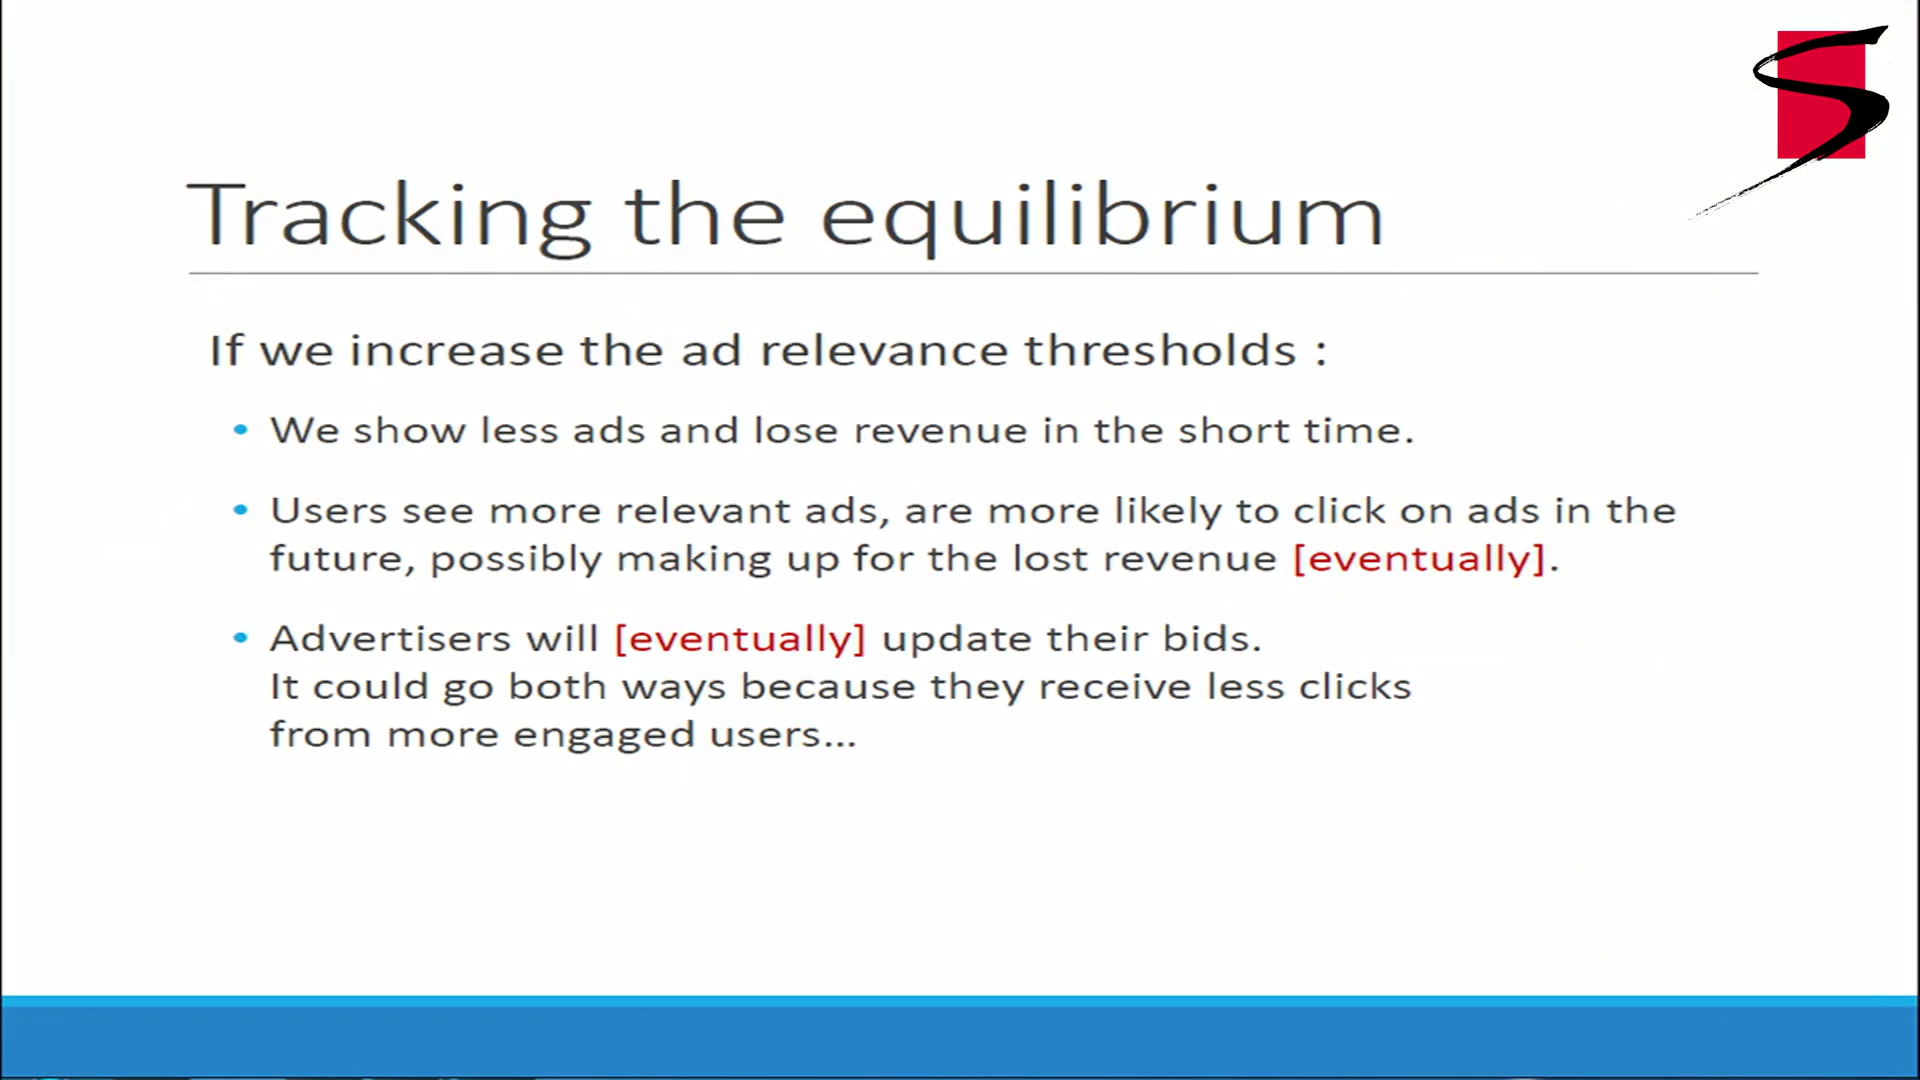 Tracking the equilibrium
If we increase the ad relevance thresholds :
• We show less ads and lose revenue in the short time.
• Users see more relevant ads, are more likely to click on ads in the
future, possibly making up for the lost revenue [eventually].
• Advertisers will [eventually] update their bids.
It could go both ways because they receive less clicks
from more engaged users...